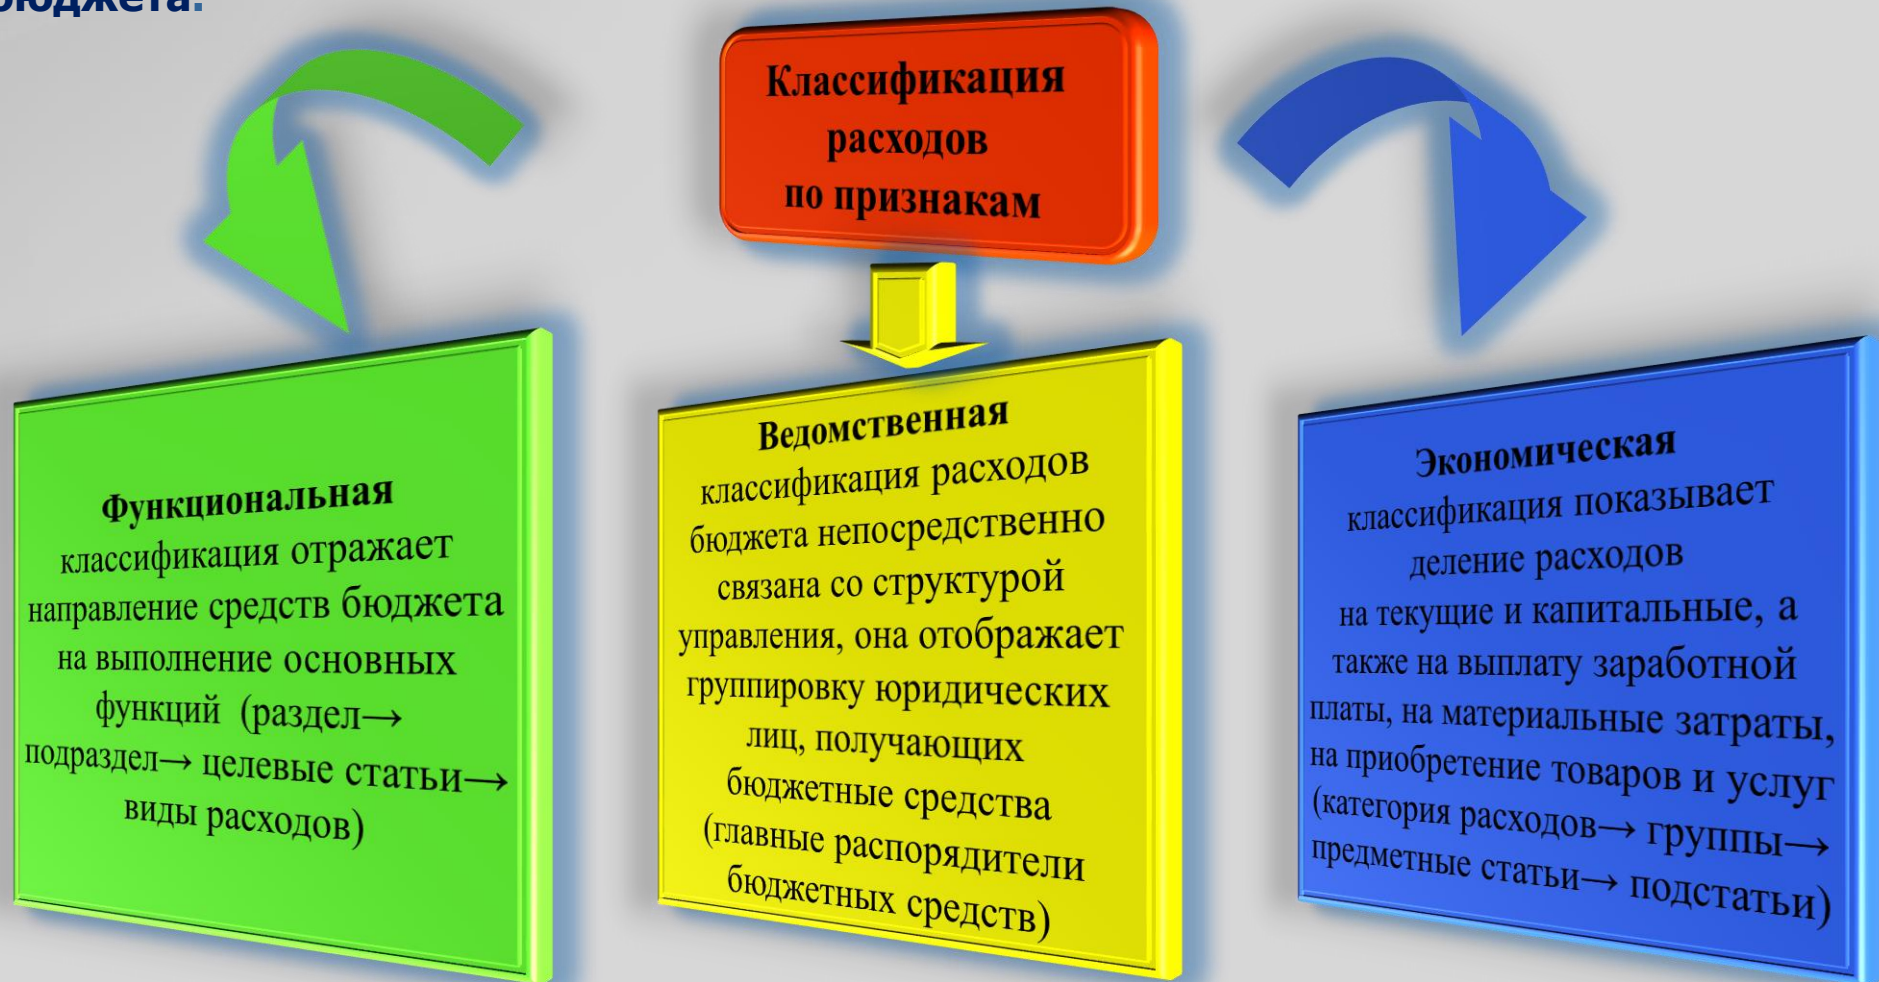 бюджета.
Классификация
расходов
по признакам
Функциональная
классификация отражает
направление средств бюджета
на выполнение основных
функций (раздел→
подраздел→ целевые статьи→
виды расходов)
Ведомственная
классификация расходов
бюджета непосредственно
связана со структурой
управления, она отображает
группировку юридических
лиц, получающих
бюджетные средства
(главные распорядители
бюджетных средств)
Экономическая
классификация показывает
деление расходов
на текущие и капитальные, а
также на выплату заработной
платы, на материальные затраты,
на приобретение товаров и услуг
(категория расходов→ группы→
предметные статьи→ подстатьи)